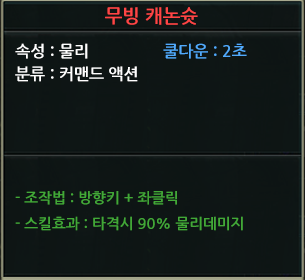 무빙 캐논슛
속성 : 물리 쿨다운 : 2초
분류 : 커맨드 액션
- 조작법 : 방향키 + 좌클릭
- 스킬효과 : 타격시 90% 물리데미지